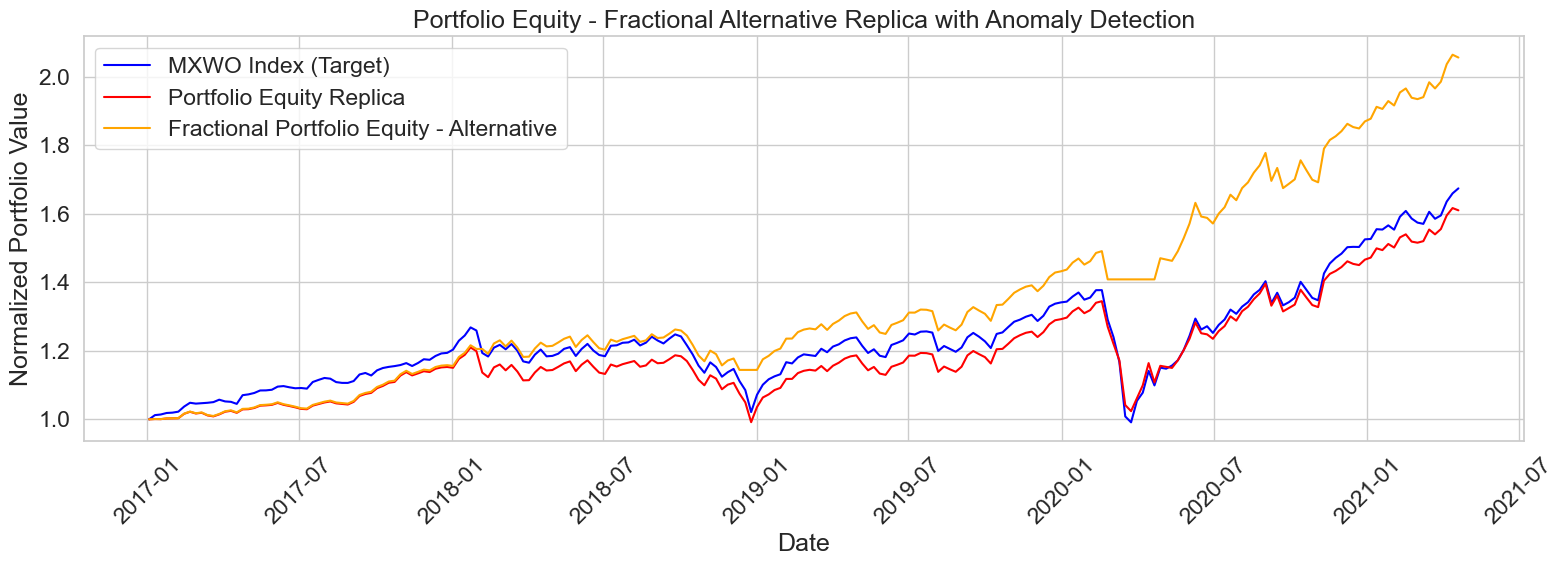 Portfolio Equity - Fractional Alternative Replica with Anomaly Detection
MXWO Index (Target)
Portfolio Equity Replica
Fractional Portfolio Equity - Alternative
Normalized Portfolio Value
2.0
1.8
1.6
1.4
1.2
1.0
2017-01
2017-07
2018-01
2018-07
2019-01
2019-07
2020-01
2020-07
2021-01
2021-07
Date